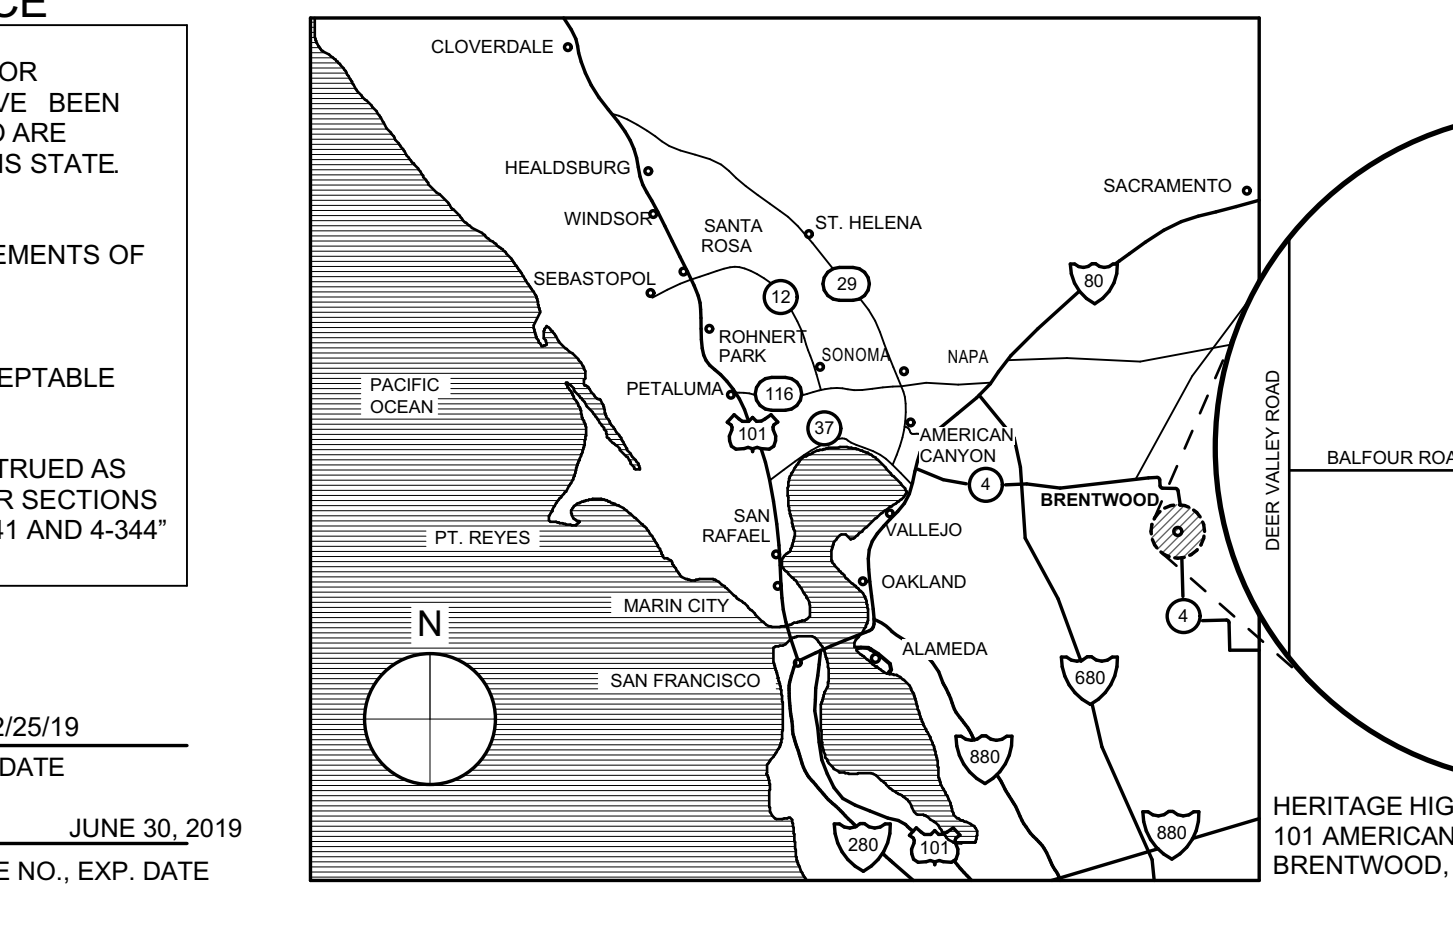 CE
OR
VE BEEN
D ARE
IS STATE.
EMENTS OF
EPTABLE
TRUED AS
R SECTIONS
41 AND 4-344”
2/25/19
DATE
JUNE 30, 2019
E NO., EXP. DATE
CLOVERDALE
HEALDSBURG
WINDSOR
SANTA
ROSA
ST. HELENA
SACRAMENTO
SEBASTOPOL
12
29
80
ROHNERT
PARK
SONOMA
NAPA
PACIFIC
OCEAN
PETALUMA
116
101
37
AMERICAN
CANYON
4
BRENTWOOD
SAN
RAFAEL
VALLEJO
PT. REYES
OAKLAND
MARIN CITY
4
N
ALAMEDA
SAN FRANCISCO
680
880
280
101
880
DEER VALLEY ROAD
BALFOUR ROA
HERITAGE HIG
101 AMERICAN
BRENTWOOD,